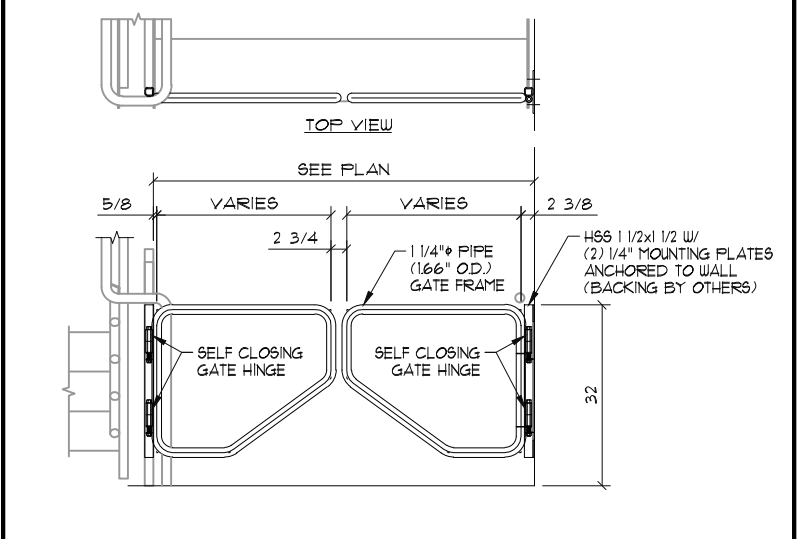 TOP VIEW
SEE PLAN
5/8
VARIES
VARIES
2 3/8
2 3/4
1 1/4"ø PIPE
(1.66" O.D.)
GATE FRAME
HSS 1 1/2x1 1/2 W/
(2) 1/4" MOUNTING PLATES
ANCHORED TO WALL
(BACKING BY OTHERS)
SELF CLOSING
GATE HINGE
SELF CLOSING
GATE HINGE
32